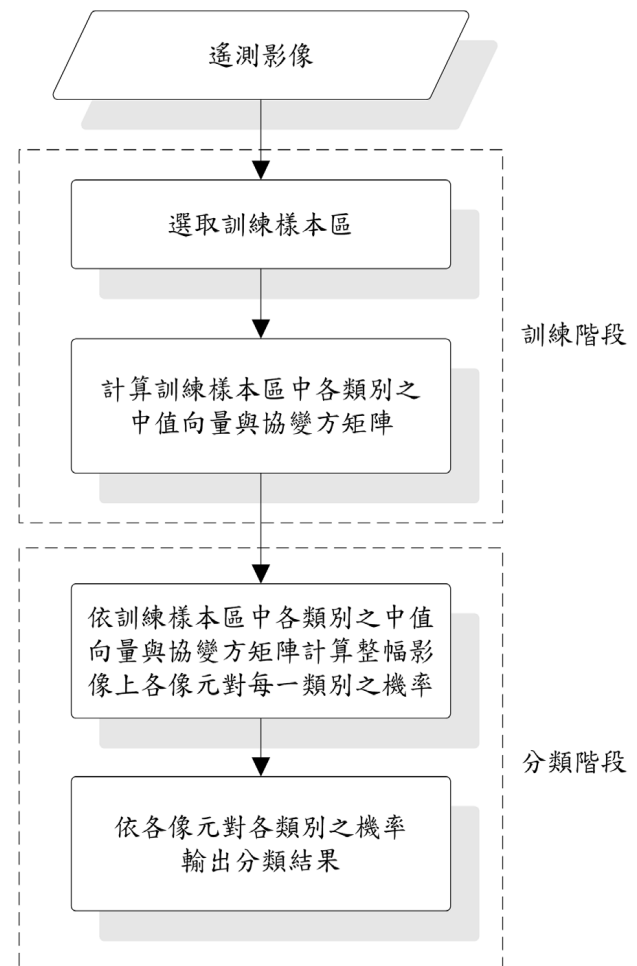 遙測影像
選取訓練樣本區
訓練階段
計算訓練樣本區中各類別之
中值向量與協變方矩陣
依訓練樣本區中各類別之中值
向量與協變方矩陣計算整幅影
像上各像元對每一類別之機率
分類階段
依各像元對各類別之機率
輸出分類結果